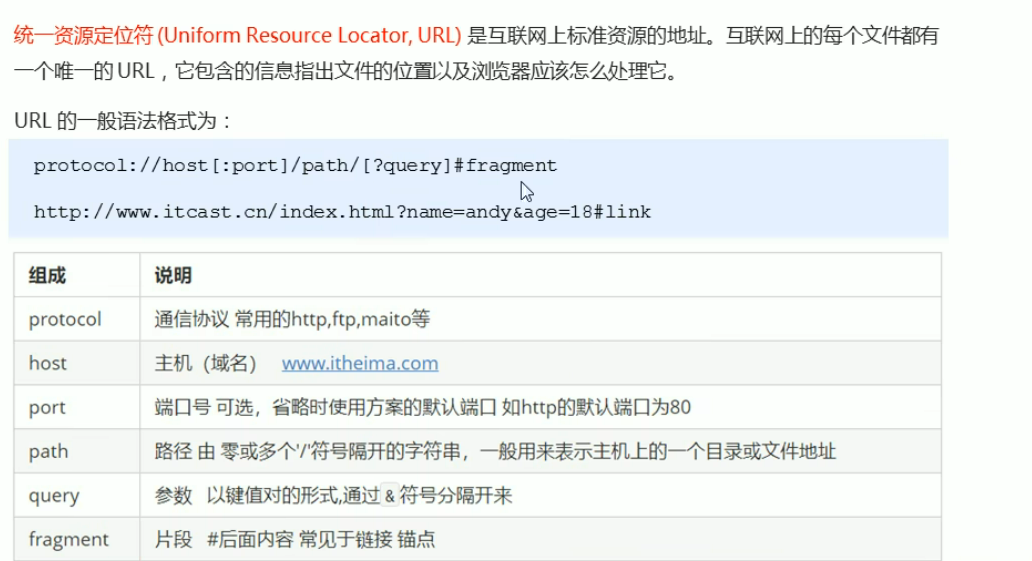 统一资源定位符 (Uniform Resource Locator, URL) 是互联网上标准资源的地址。互联网上的每个文件都有
一个唯一的 URL，它包含的信息指出文件的位置以及浏览器应该怎么处理它。
URL 的一般语法格式为：
protocol://host[:port]/path/[?query]#fragment
http://www.itcast.cn/index.html?name=andy&age=18#link
组成 说明
protocol 通信协议 常用的http,ftp,maito等
host 主机（域名） www.itheima.com
port 端口号 可选，省略时使用方案的默认端口 如http的默认端口为80
path 路径 由 零或多个'/'符号隔开的字符串，一般用来表示主机上的一个目录或文件地址
query 参数 以键值对的形式,通过 & 符号分隔开来
fragment 片段 #后面内容 常见于链接 锚点